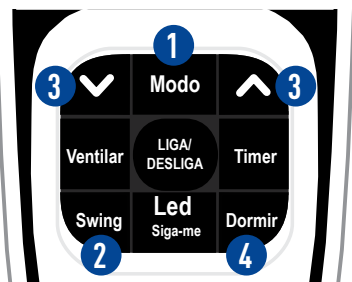 1
3
Modo
3
Ventilar
LIGA/
DESLIGA
Timer
Swing
Led
Siga-me
Dormir
2
4